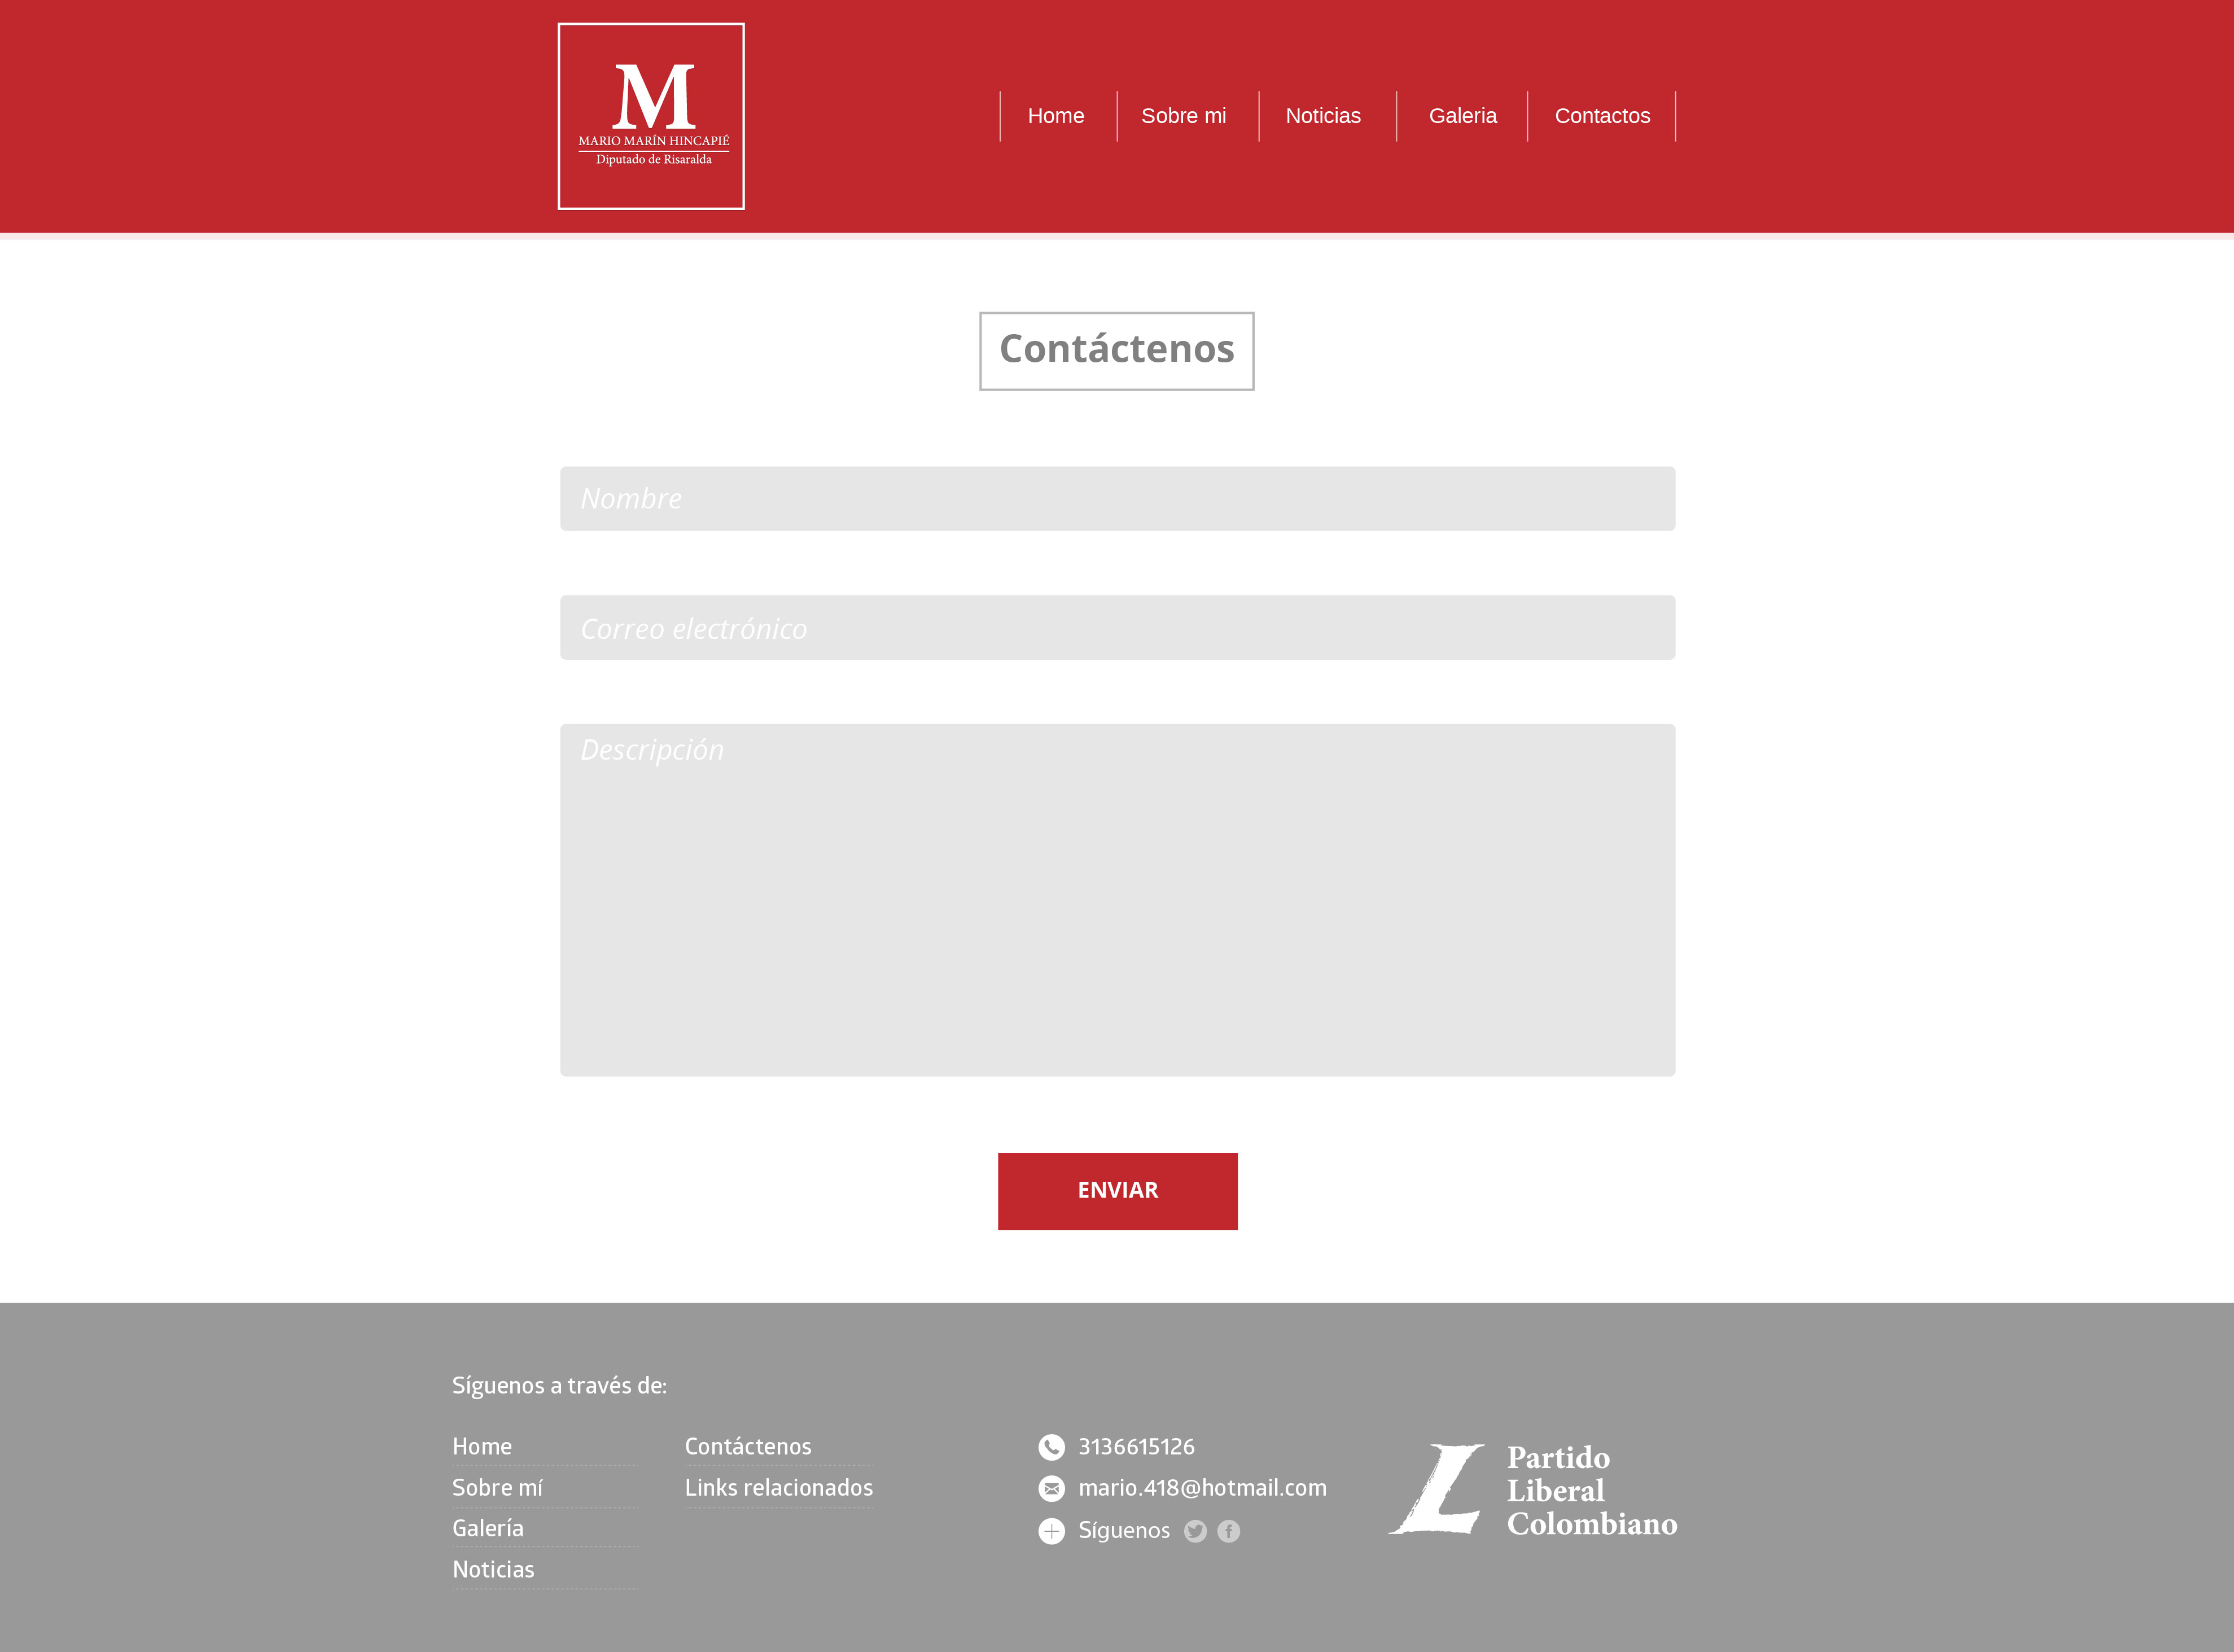 M
MARIO MARÍN HINCAPIÉ
Diputado de Risaralda
Home
Sobre mi
Noticias
Galeria
Contactos
Contáctenos
Nombre
Correo electrónico
Descripción
ENVIAR
Síguenos a través de:
Home
Sobre mí
Galería
Noticias
Contáctenos
Links relacionados
3136615126
mario.418@hotmail.com
Síguenos
L
Partido
Liberal
Colombiano